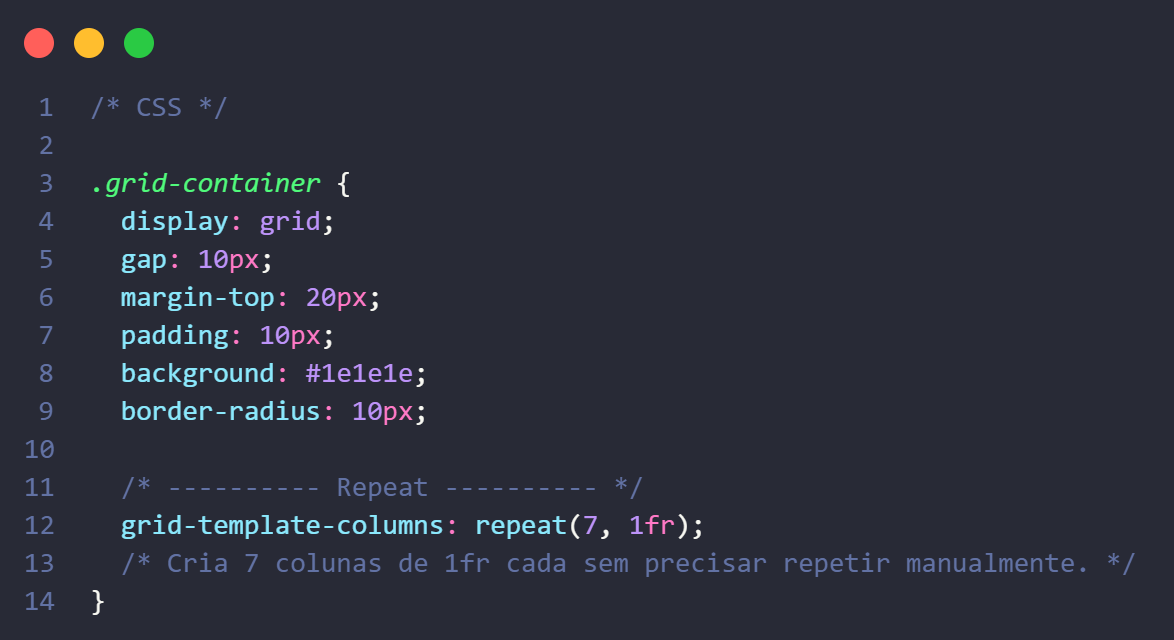 1 /* CSS */
2
3 .grid-container {
4   display: grid;
5   gap: 10px;
6   margin-top: 20px;
7   padding: 10px;
8   background: #1e1e1e;
9   border-radius: 10px;
10
11   /* ---------- Repeat ---------- */
12   grid-template-columns: repeat(7, 1fr);
13   /* Cria 7 colunas de 1fr cada sem precisar repetir manualmente. */
14 }